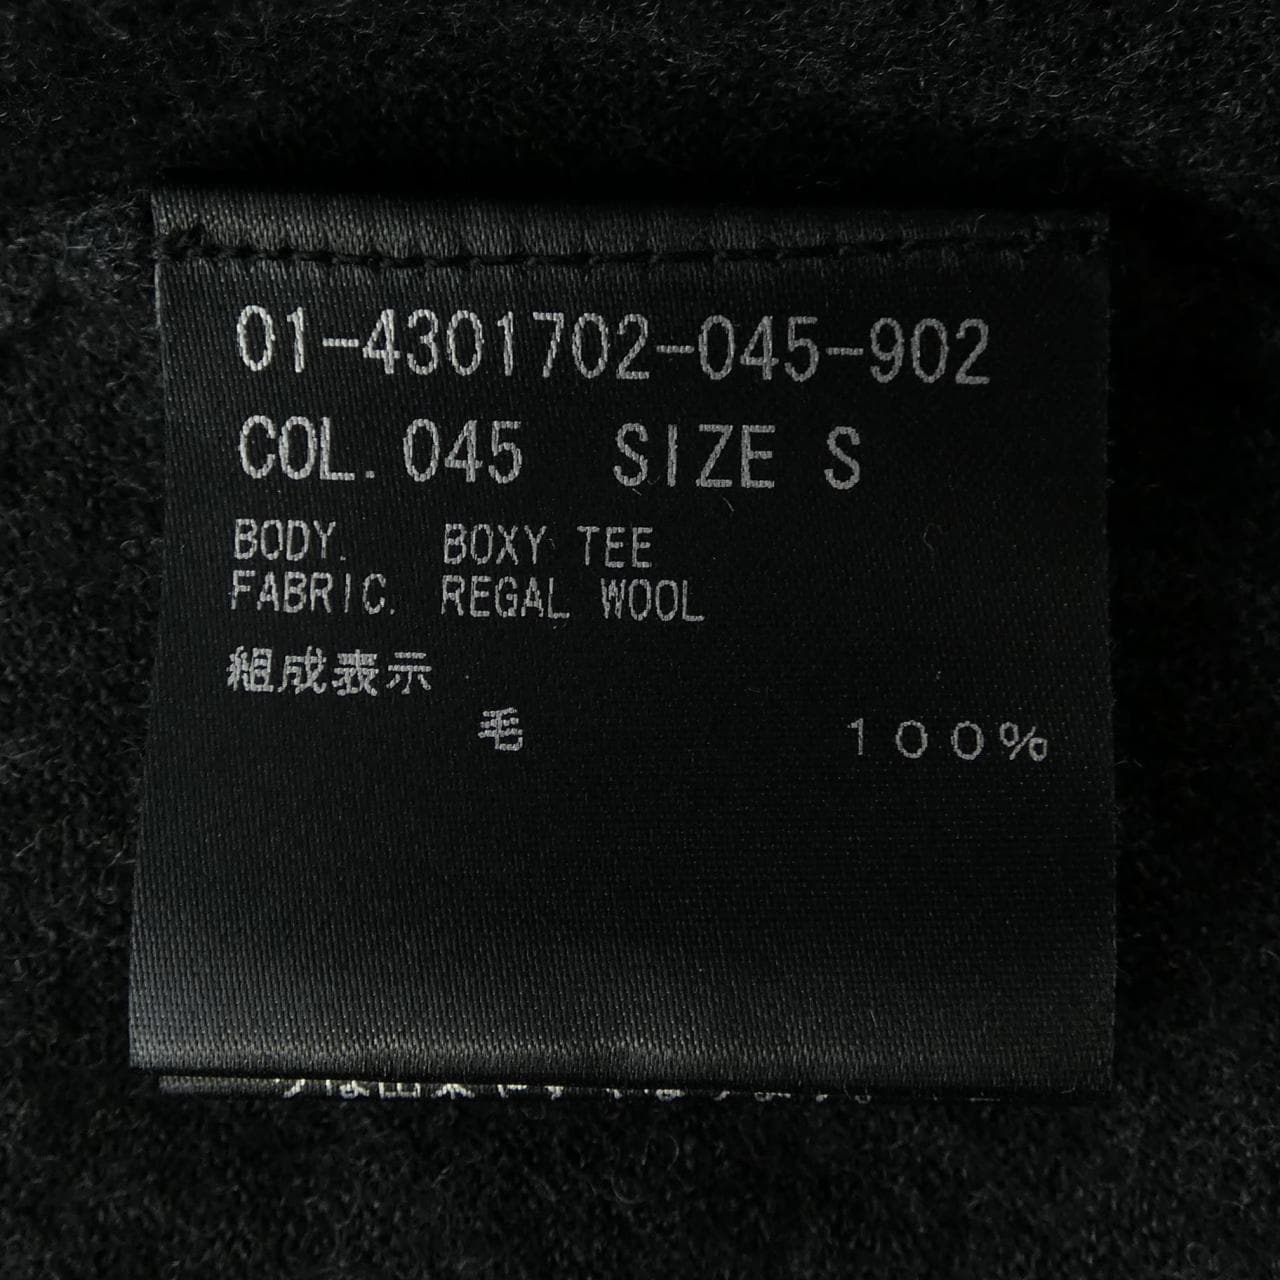 01-4301702-045-902
COL. 045 SIZE S
BODY. BOXY TEE
FABRIC. REGAL WOOL
組成表示
毛 100%